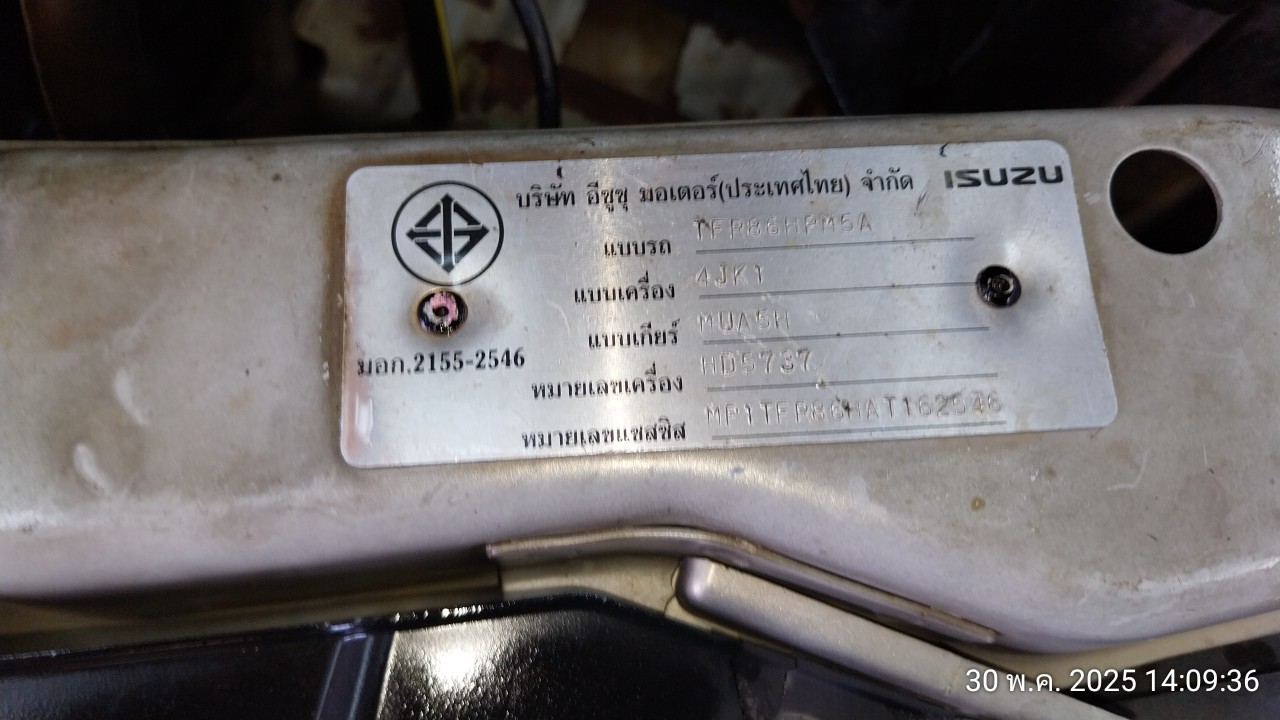 บริษัท อีซูซุ มอเตอร์(ประเทศไทย) จำกัด ISUZU
แบบรถ TFR86HPM5A
แบบเครื่อง 4JK1
แบบเกียร์ MUA5H
มอก.2155-2546
หมายเลขเครื่อง HD5737
หมายเลขแชสซีส MP1TFR86HAT162546
30 พ.ค. 2025 14:09:36